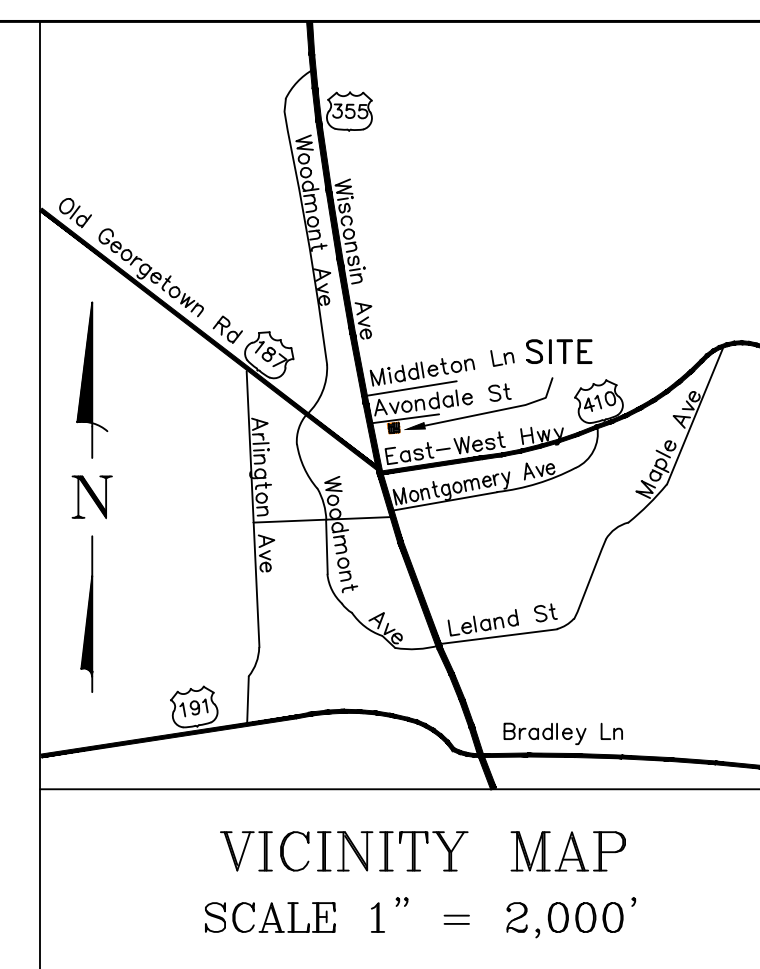 355
Woodmont Ave
Wisconsin Ave
Old Georgetown Rd
187
Middleton Ln
SITE
Avondale St
410
East-West Hwy
Montgomery Ave
Maple Ave
Arlington Ave
N
Woodmont Ave
Leland St
191
Bradley Ln
VICINITY MAP
SCALE 1" = 2,000'